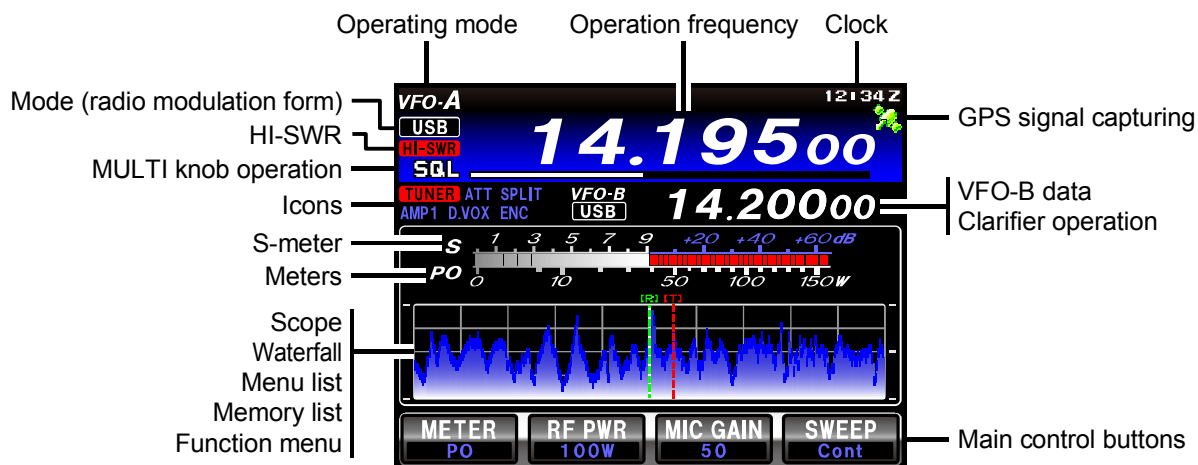 Operating mode
Operation frequency
Clock
Mode (radio modulation form)
HI-SWR
MULTI knob operation
Icons
S-meter
Meters
Scope
Waterfall
Menu list
Memory list
Function menu
VFO-A
12:34Z
USB
HI-SWR
14.19500
SQL
TUNER ATT SPLIT
AMP1 D.VOX ENC
VFO-B
USB
14.20000
S 1 3 5 7 9 +20 +40 +60dB
PO 0 10 50 100 150W
[R] [T]
METER
PO
RF PWR
100W
MIC GAIN
50
SWEEP
Cont
GPS signal capturing
VFO-B data
Clarifier operation
Main control buttons